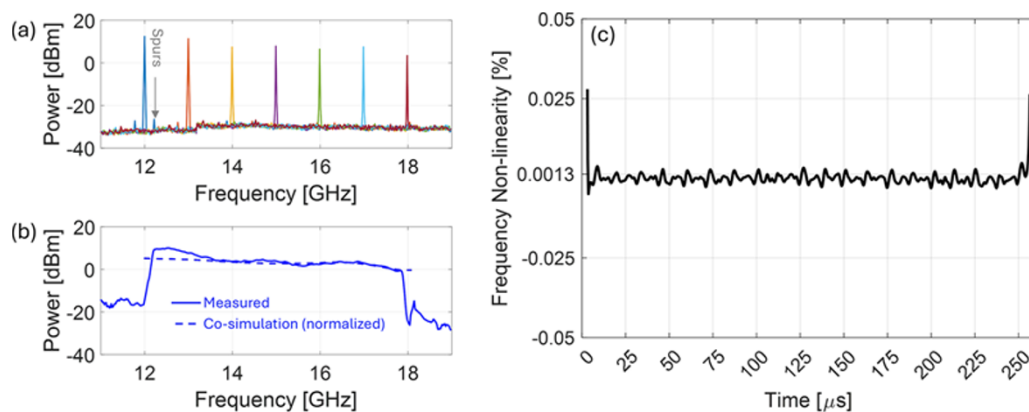 (a)
20
0
-20
-40
Power [dBm]
Spurs
12 14 16 18
Frequency [GHz]
(b)
20
0
-20
-40
Power [dBm]
Measured
Co-simulation (normalized)
12 14 16 18
Frequency [GHz]
(c)
0.05
0.025
0.0013
-0.025
-0.05
Frequency Non-linearity [%]
0 25 50 75 100 125 150 175 200 225 250
Time [μs]